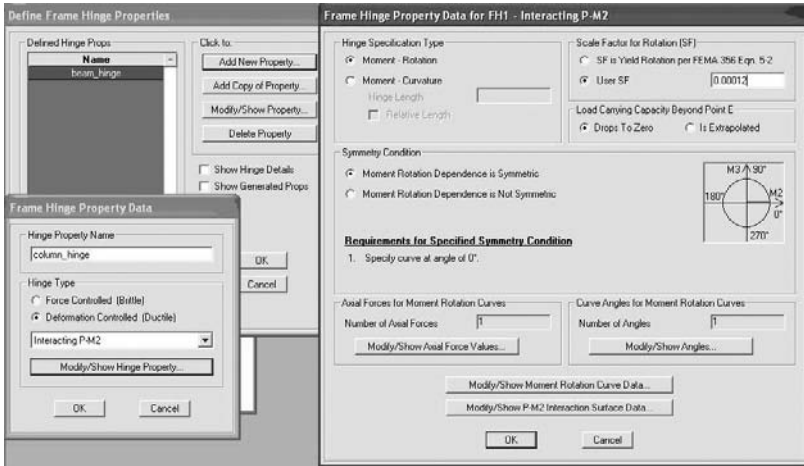 Define Frame Hinge Properties
Defined Hinge Props
Name
beam_hinge
Click to:
Add New Property...
Add Copy of Property...
Modify/Show Property...
Delete Property
Show Hinge Details
Show Generated Props
OK
Cancel
Frame Hinge Property Data
Hinge Property Name
column_hinge
Hinge Type
Force Controlled (Brittle)
Deformation Controlled (Ductile)
Interacting P-M2
Modify/Show Hinge Property...
OK
Cancel
Frame Hinge Property Data for FH1 - Interacting P-M2
Hinge Specification Type
Moment - Rotation
Moment - Curvature
Hinge Length
Relative Length
Scale Factor for Rotation (SF)
SF is Yield Rotation per FEMA 356 Eqn. 5-2
User SF
0.00012
Load Carrying Capacity Beyond Point E
Drops To Zero
Is Extrapolated
Symmetry Condition
Moment Rotation Dependence is Symmetric
Moment Rotation Dependence is Not Symmetric
Requirements for Specified Symmetry Condition
1. Specify curve at angle of 0°.
M3 90°
180°
M2
0°
270°
Axial Forces for Moment Rotation Curves
Number of Axial Forces
1
Modify/Show Axial Force Values...
Curve Angles for Moment Rotation Curves
Number of Angles
1
Modify/Show Angles...
Modify/Show Moment Rotation Curve Data...
Modify/Show P-M2 Interaction Surface Data...
OK
Cancel